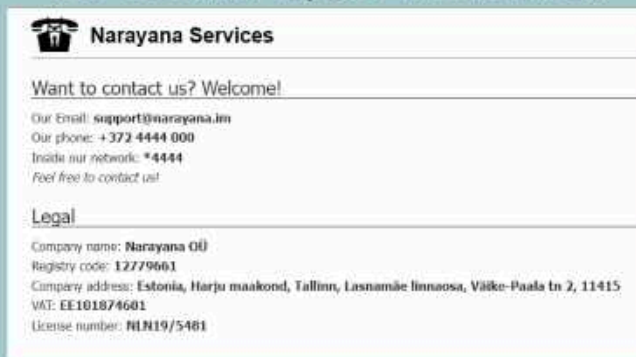 Narayana Services
Want to contact us? Welcome!
Our Email: support@narayana.im
Our phone: +372 4444 000
Inside our network: *4444
Feel free to contact us!
Legal
Company name: Narayana OÜ
Registry code: 12779661
Company address: Estonia, Harju maakond, Tallinn, Lasnamäe linnaosa, Väike-Paala tn 2, 11415
VAT: EE101874601
License number: NLN19/5481